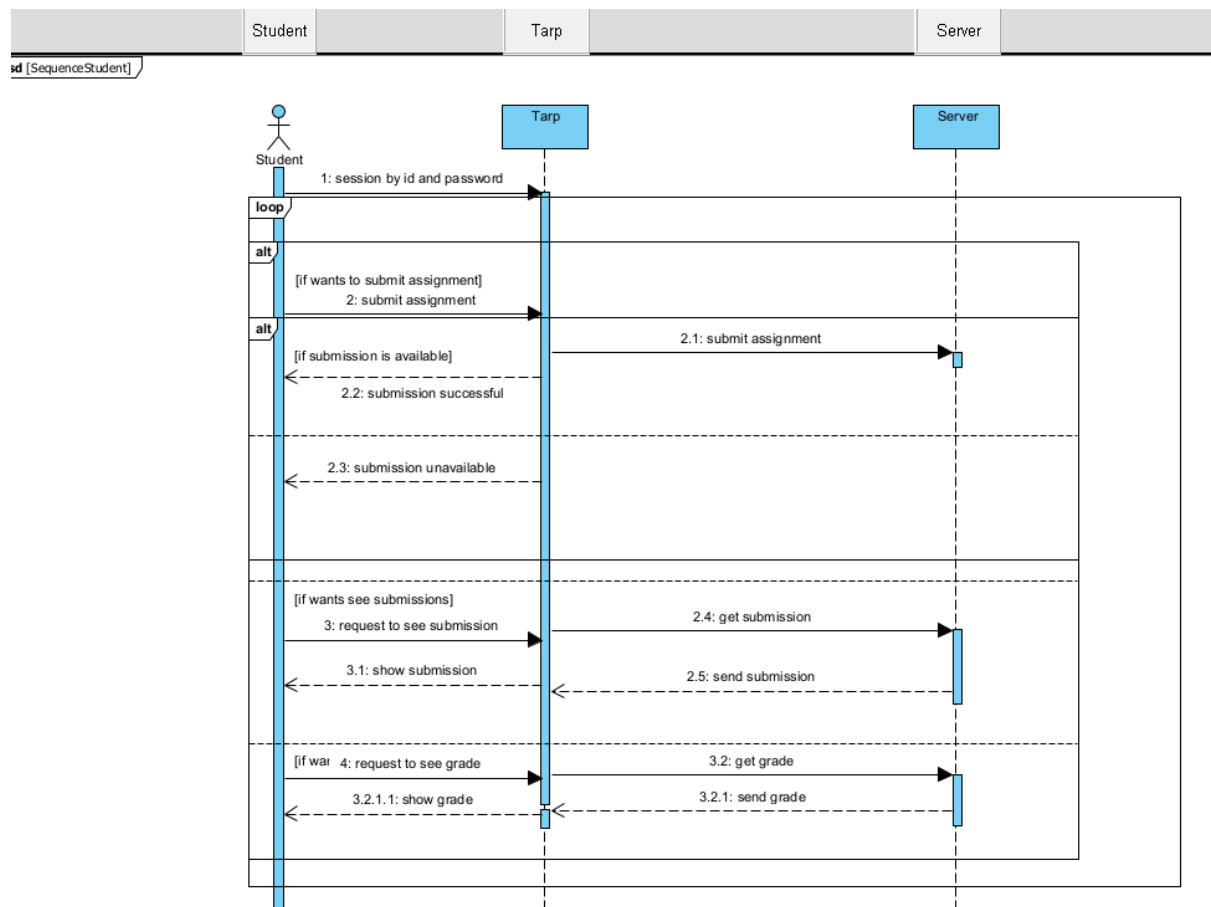 Student Tarp Server
sd [SequenceStudent]
Tarp Server
Student
1: session by id and password
loop
alt
[if wants to submit assignment]
2: submit assignment
alt
2.1: submit assignment
[if submission is available]
2.2: submission successful
2.3: submission unavailable
[if wants see submissions]
2.4: get submission
3: request to see submission
3.1: show submission
2.5: send submission
[if 4: request to see grade
3.2: get grade
3.2.1.1: show grade
3.2.1: send grade